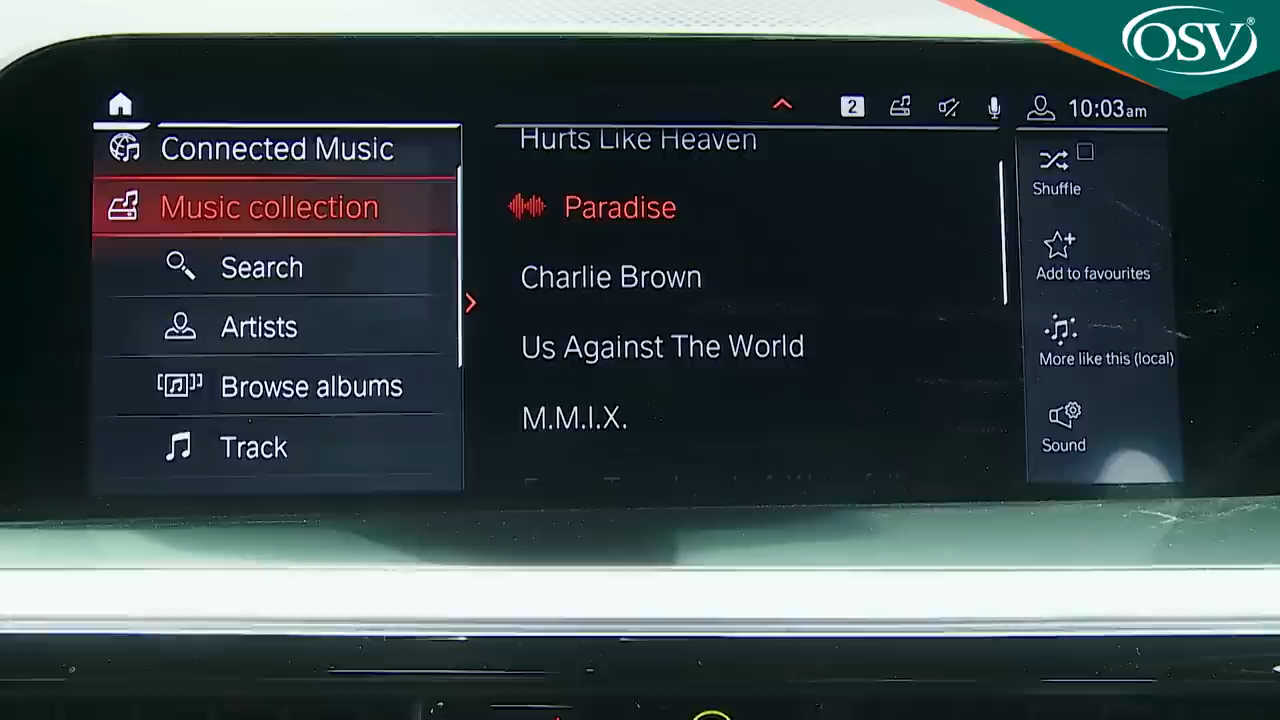 OSV®
2
10:03am
Connected Music
Music collection
Search
Artists
Browse albums
Track
Hurts Like Heaven
Paradise
Charlie Brown
Us Against The World
M.M.I.X.
Shuffle
Add to favourites
More like this (local)
Sound